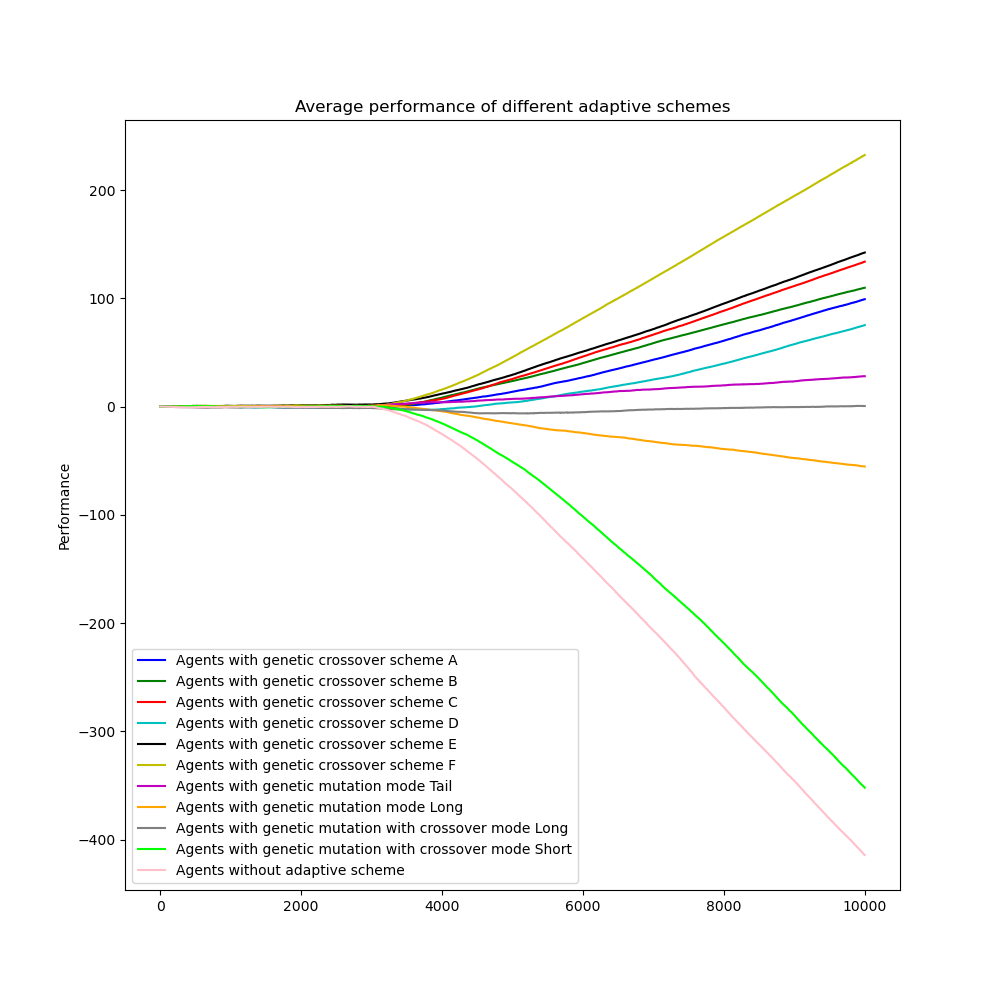 Average performance of different adaptive schemes
200
100
0
−100
−200
−300
−400
Performance
Agents with genetic crossover scheme A
Agents with genetic crossover scheme B
Agents with genetic crossover scheme C
Agents with genetic crossover scheme D
Agents with genetic crossover scheme E
Agents with genetic crossover scheme F
Agents with genetic mutation mode Tail
Agents with genetic mutation mode Long
Agents with genetic mutation with crossover mode Long
Agents with genetic mutation with crossover mode Short
Agents without adaptive scheme
0 2000 4000 6000 8000 10000